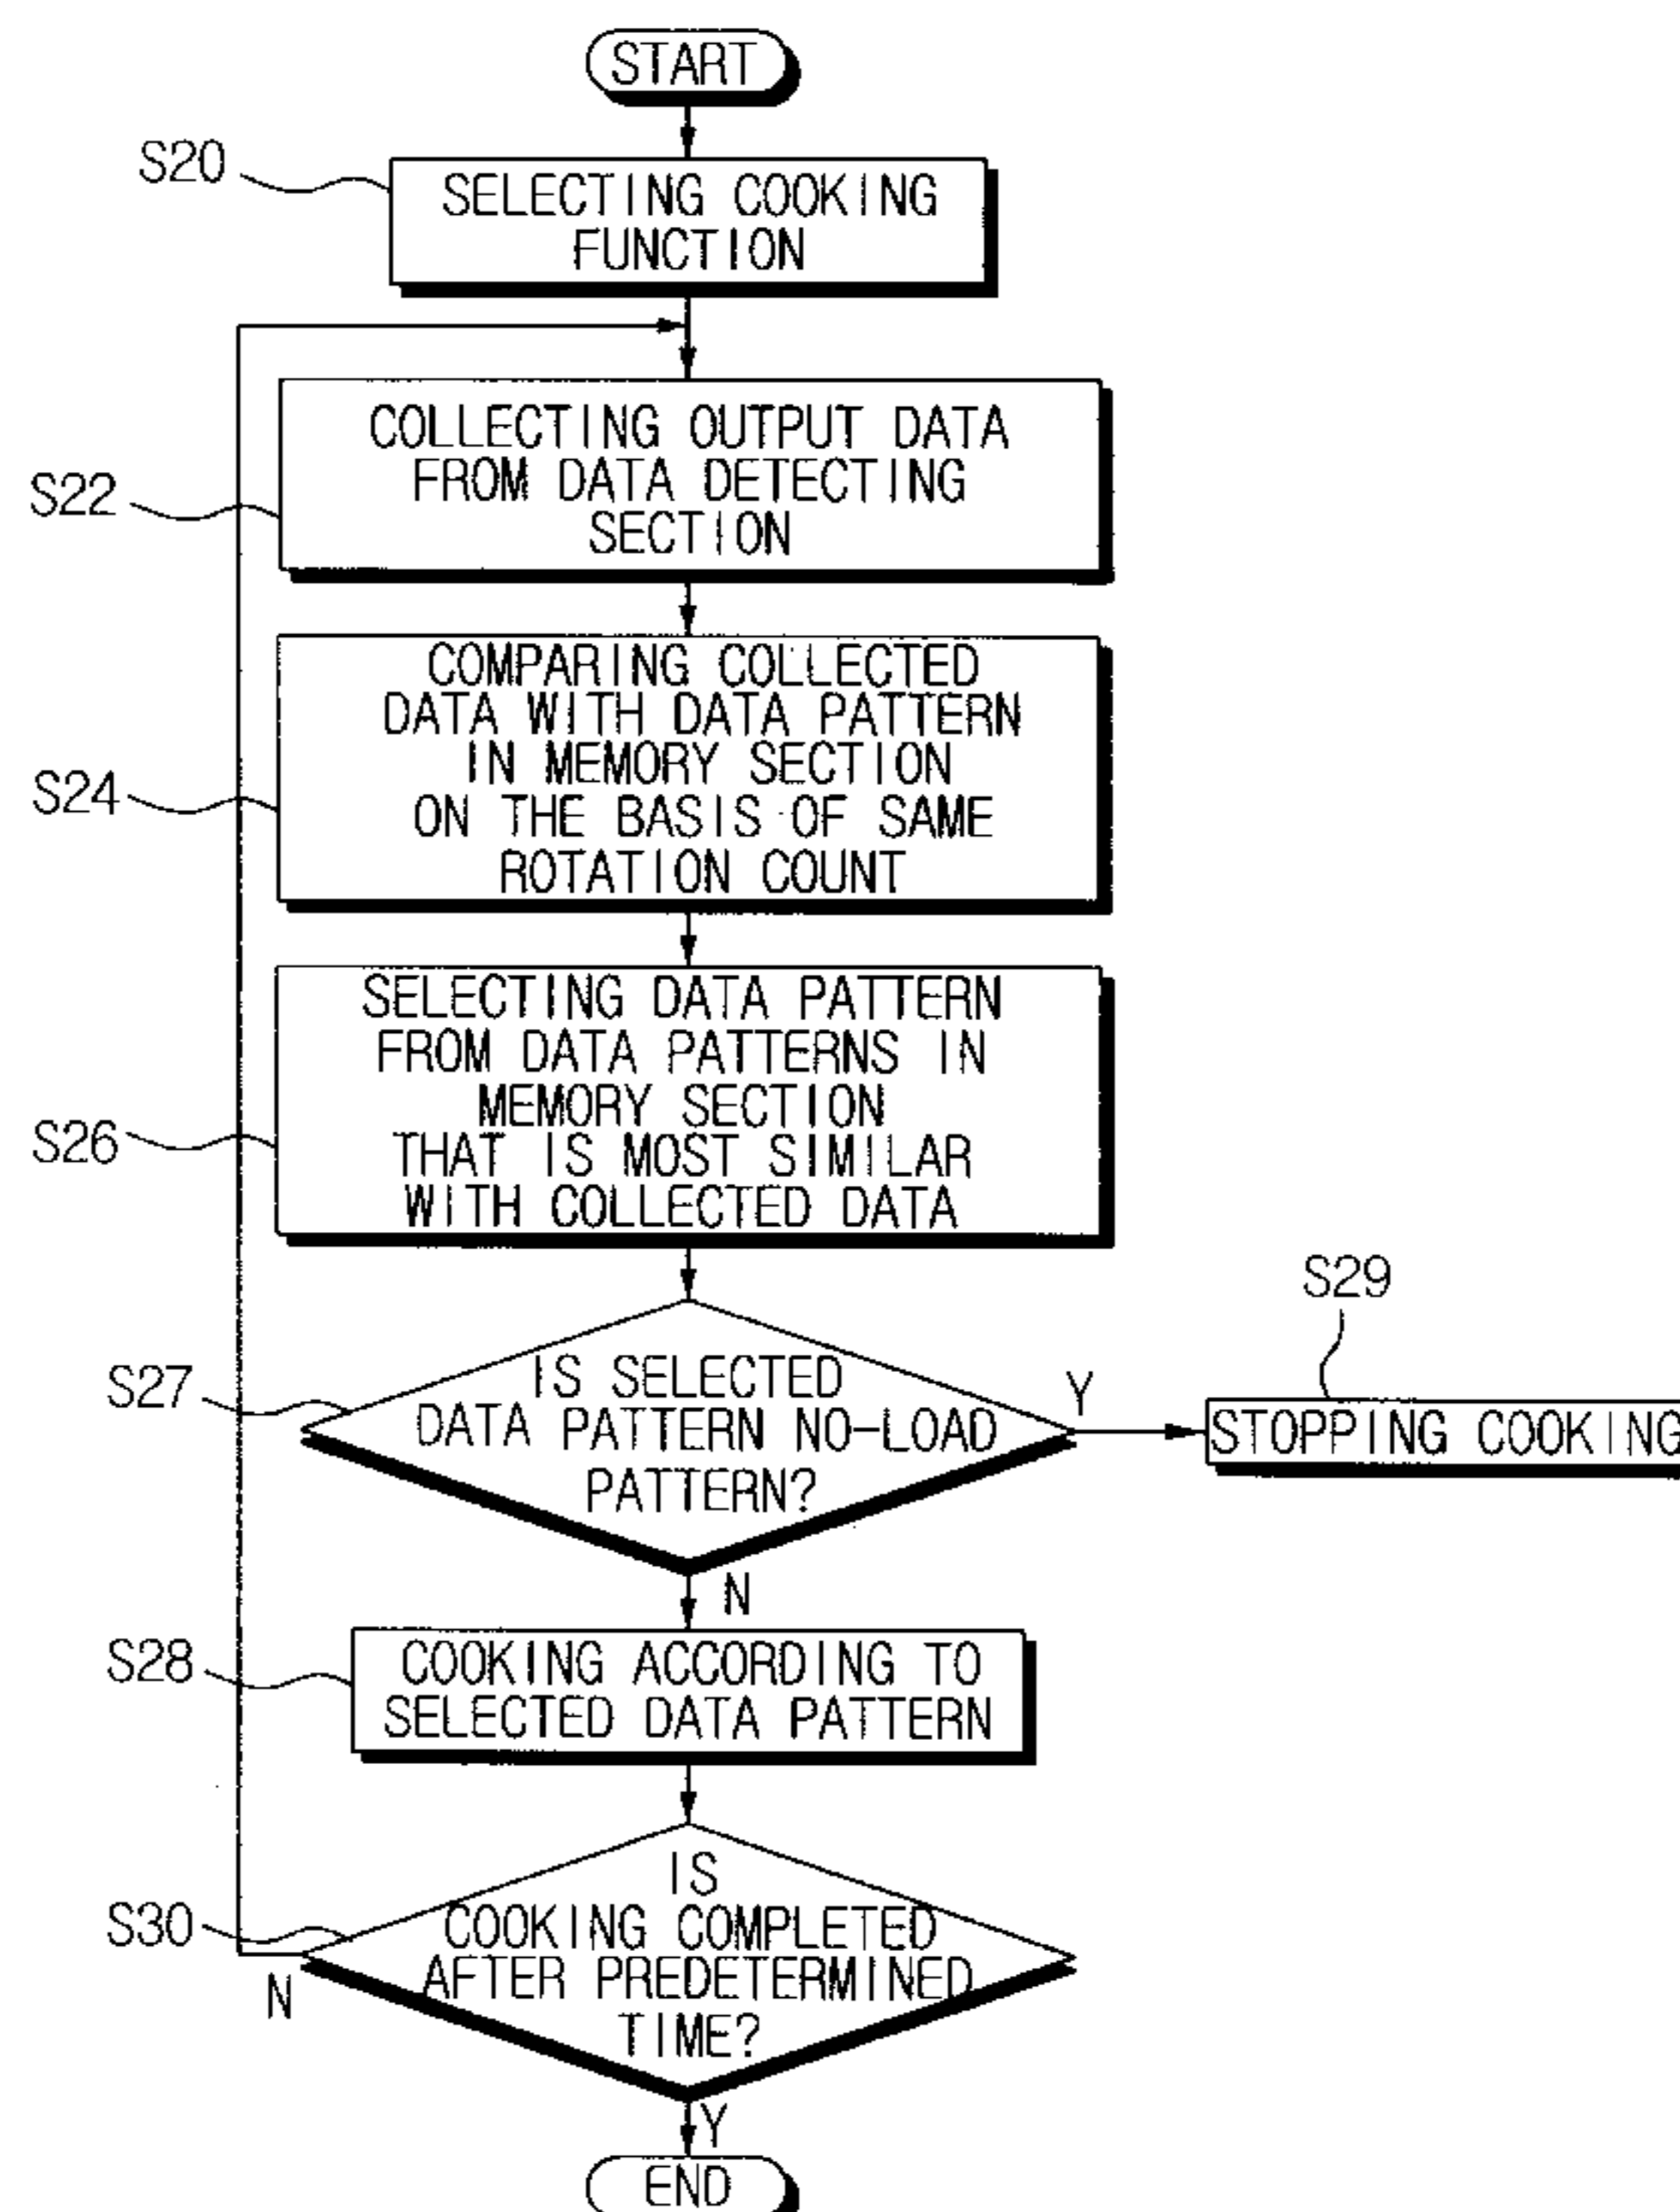 START
S20
SELECTING COOKING
FUNCTION
S22
COLLECTING OUTPUT DATA
FROM DATA DETECTING
SECTION
S24
COMPARING COLLECTED
DATA WITH DATA PATTERN
IN MEMORY SECTION
ON THE BASIS OF SAME
ROTATION COUNT
S26
SELECTING DATA PATTERN
FROM DATA PATTERNS IN
MEMORY SECTION
THAT IS MOST SIMILAR
WITH COLLECTED DATA
S27
IS SELECTED
DATA PATTERN NO-LOAD
PATTERN?
Y
S29
STOPPING COOKING
N
S28
COOKING ACCORDING TO
SELECTED DATA PATTERN
S30
IS
COOKING COMPLETED
AFTER PREDETERMINED
TIME?
N
Y
END